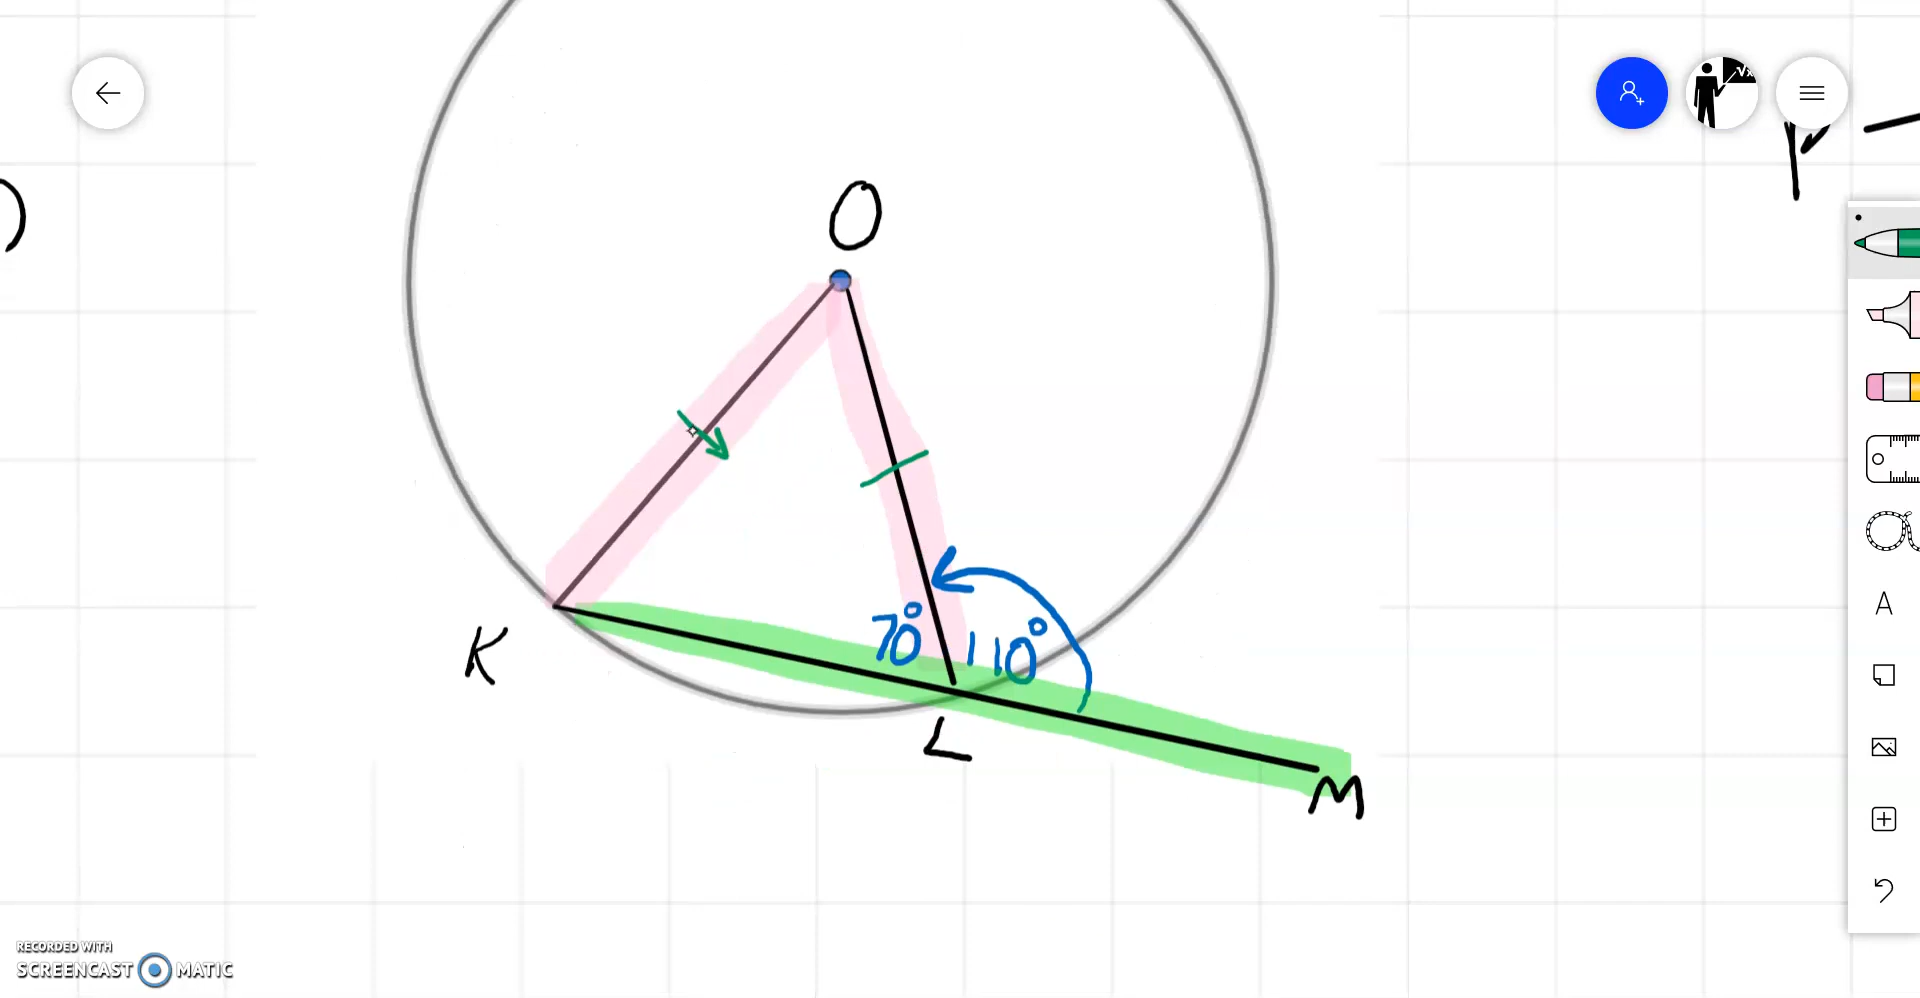 √x
P
O
70°
110°
K
L
M
A
RECORDED WITH
SCREENCAST MATIC